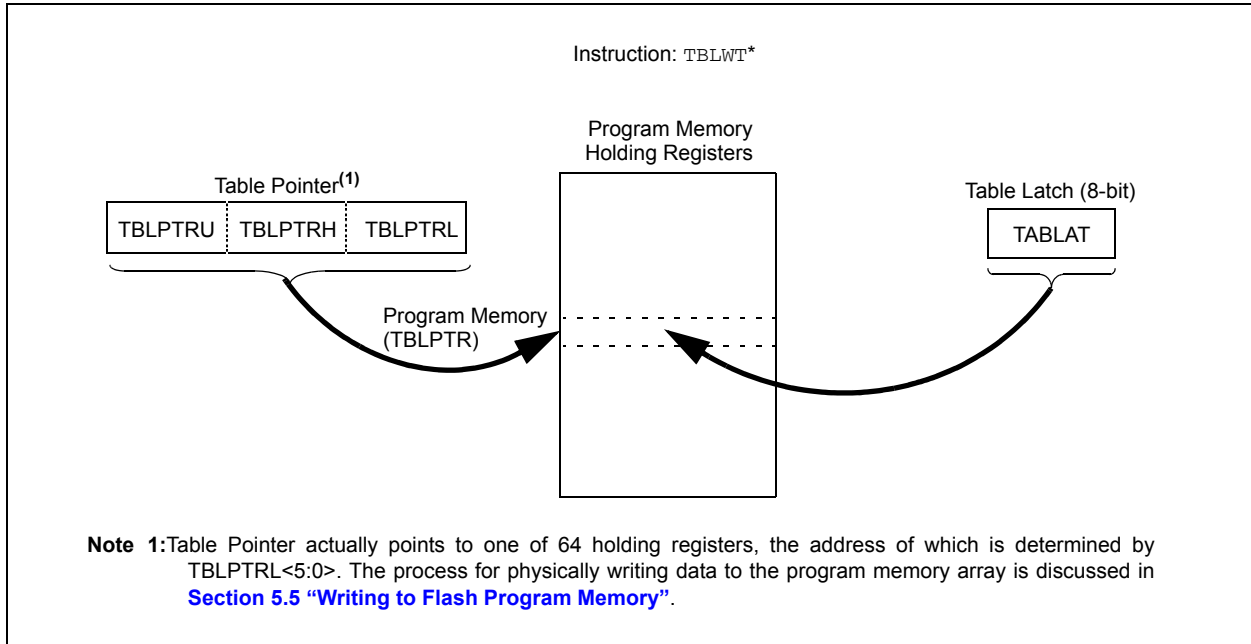 Instruction: TBLWT*
Program Memory
Holding Registers
Table Pointer(1)
Table Latch (8-bit)
TBLPTRU TBLPTRH TBLPTRL
TABLAT
Program Memory
(TBLPTR)
Note 1:Table Pointer actually points to one of 64 holding registers, the address of which is determined by
TBLPTRL<5:0>. The process for physically writing data to the program memory array is discussed in
Section 5.5 “Writing to Flash Program Memory”.